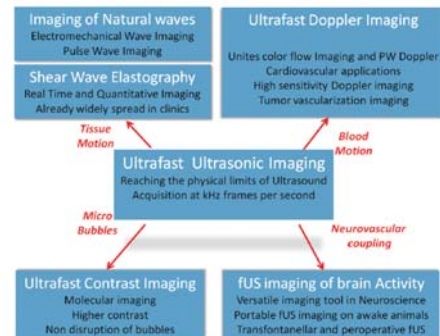 Imaging of Natural waves
Electromechanical Wave Imaging
Pulse Wave Imaging
Shear Wave Elastography
Real Time and Quantitative Imaging
Already widely spread in clinics
Ultrafast Doppler Imaging
Unites color flow Imaging and PW Doppler
Cardiovascular applications
High sensitivity Doppler imaging
Tumor vascularization imaging
Tissue
Motion
Blood
Motion
Ultrafast Ultrasonic Imaging
Reaching the physical limits of Ultrasound
Acquisition at kHz frames per second
Micro
Bubbles
Neurovascular
coupling
Ultrafast Contrast Imaging
Molecular imaging
Higher contrast
Non disruption of bubbles
fUS imaging of brain Activity
Versatile imaging tool in Neuroscience
Portable fUS imaging on awake animals
Transfontanellar and peroperative fUS